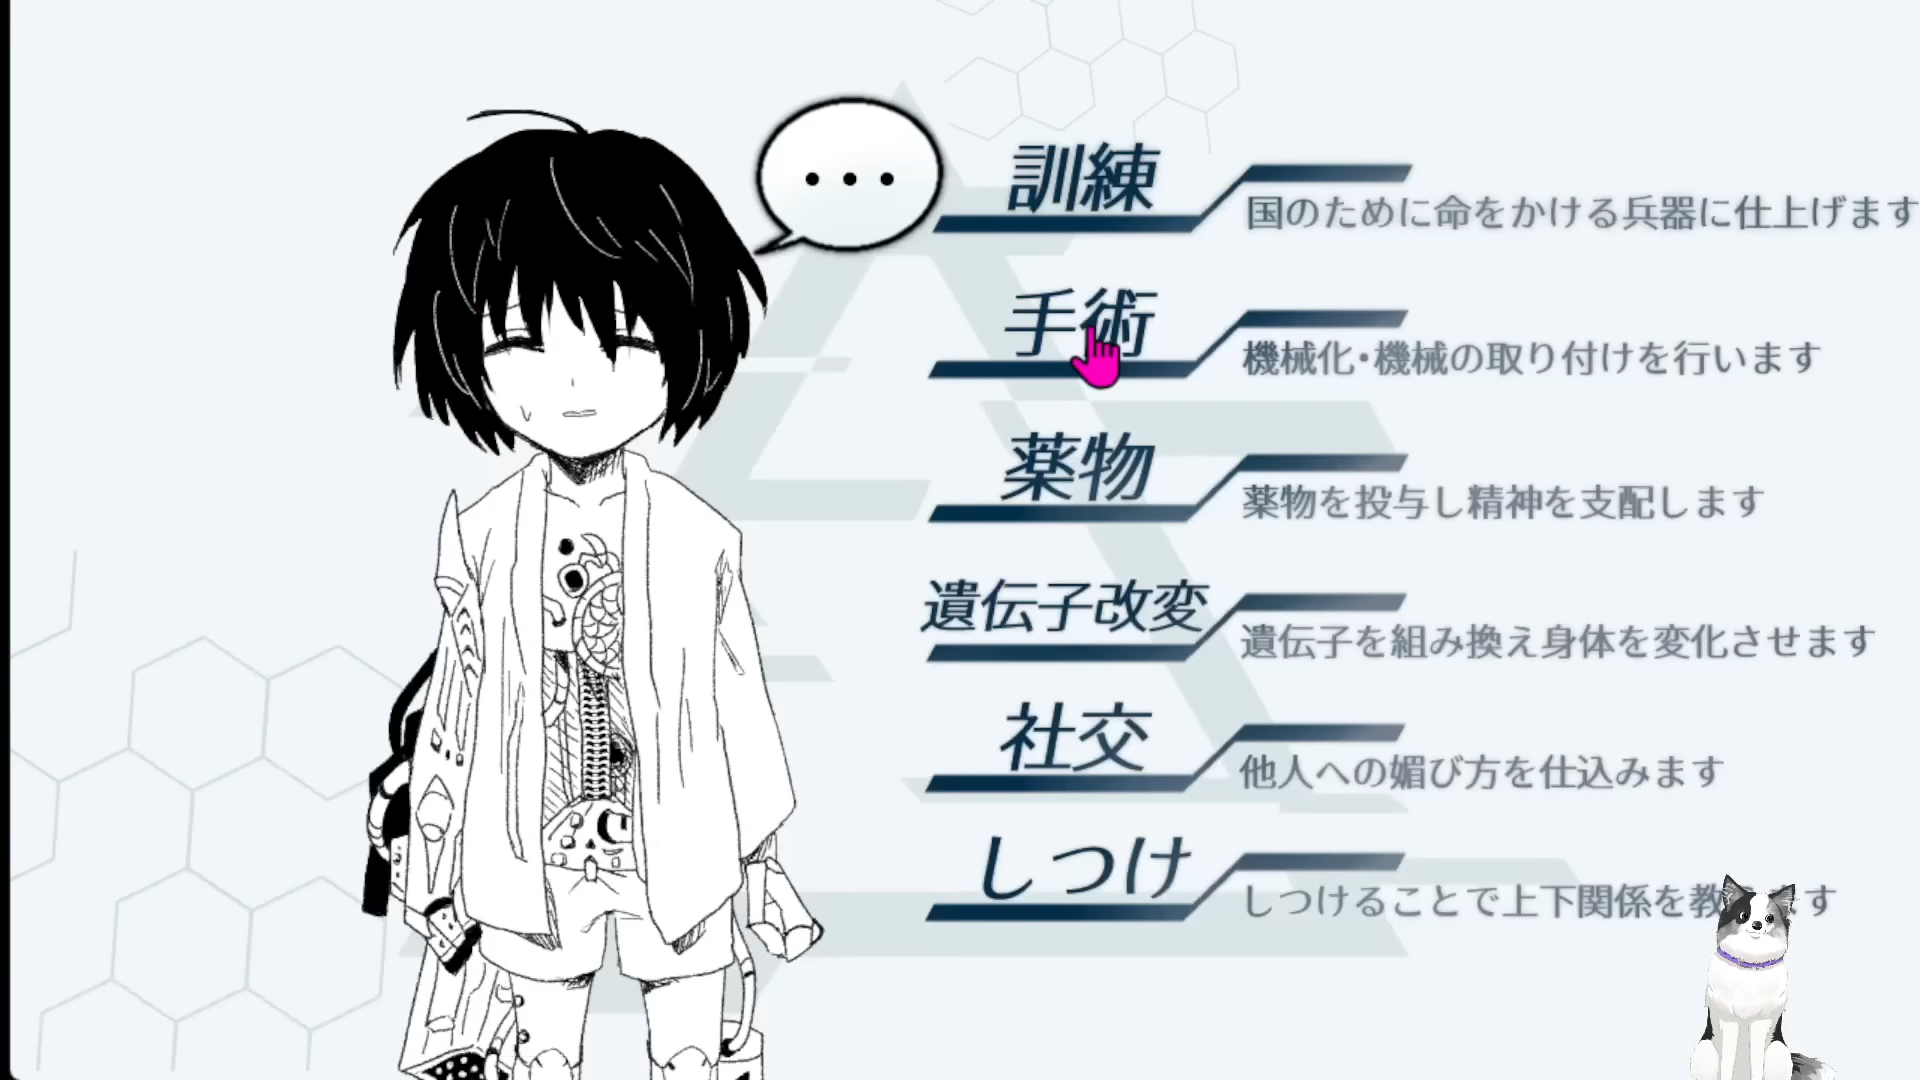 訓練
国のために命をかける兵器に仕上げます
手術
機械化・機械の取り付けを行います
薬物
薬物を投与し精神を支配します
遺伝子改変
遺伝子を組み換え身体を変化させます
社交
他人への媚び方を仕込みます
しつけ
しつけることで上下関係を教えます